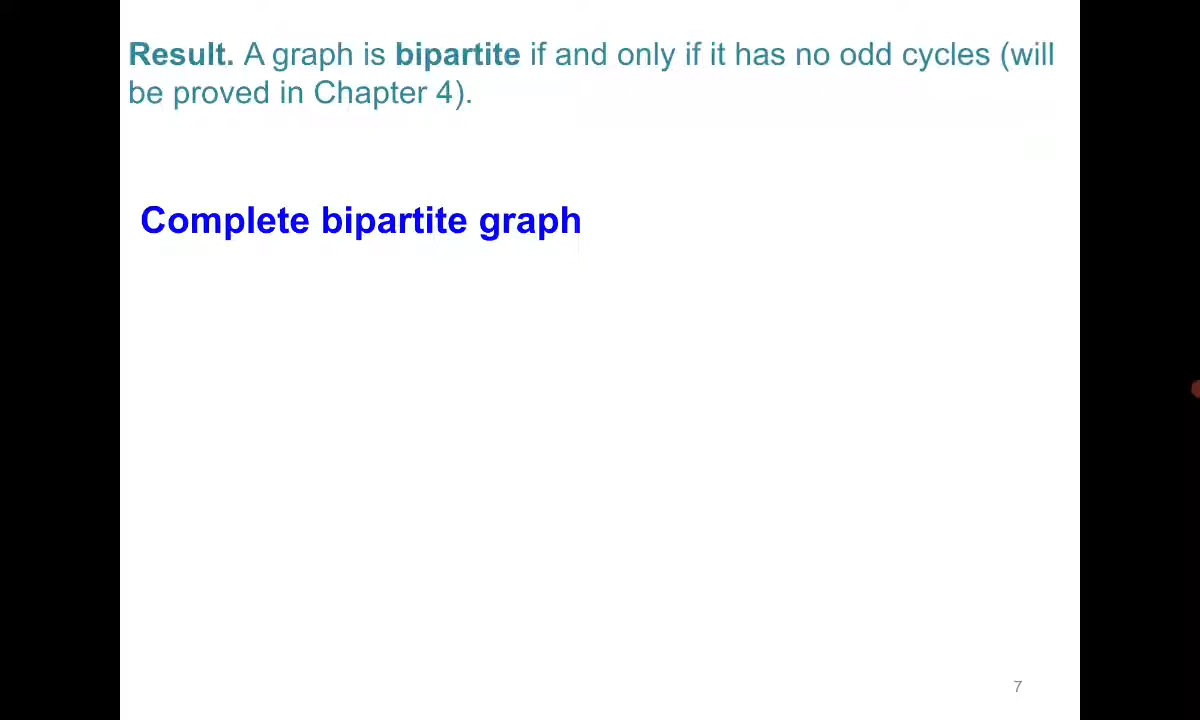 Result. A graph is bipartite if and only if it has no odd cycles (will
be proved in Chapter 4).
Complete bipartite graph
7